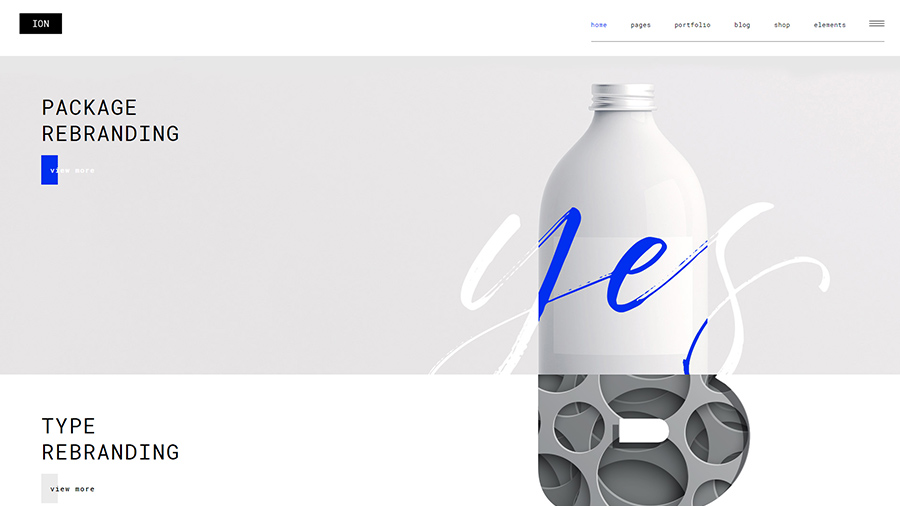 ION
home pages portfolio blog shop elements
PACKAGE
REBRANDING
view more
yes
TYPE
REBRANDING
view more
B